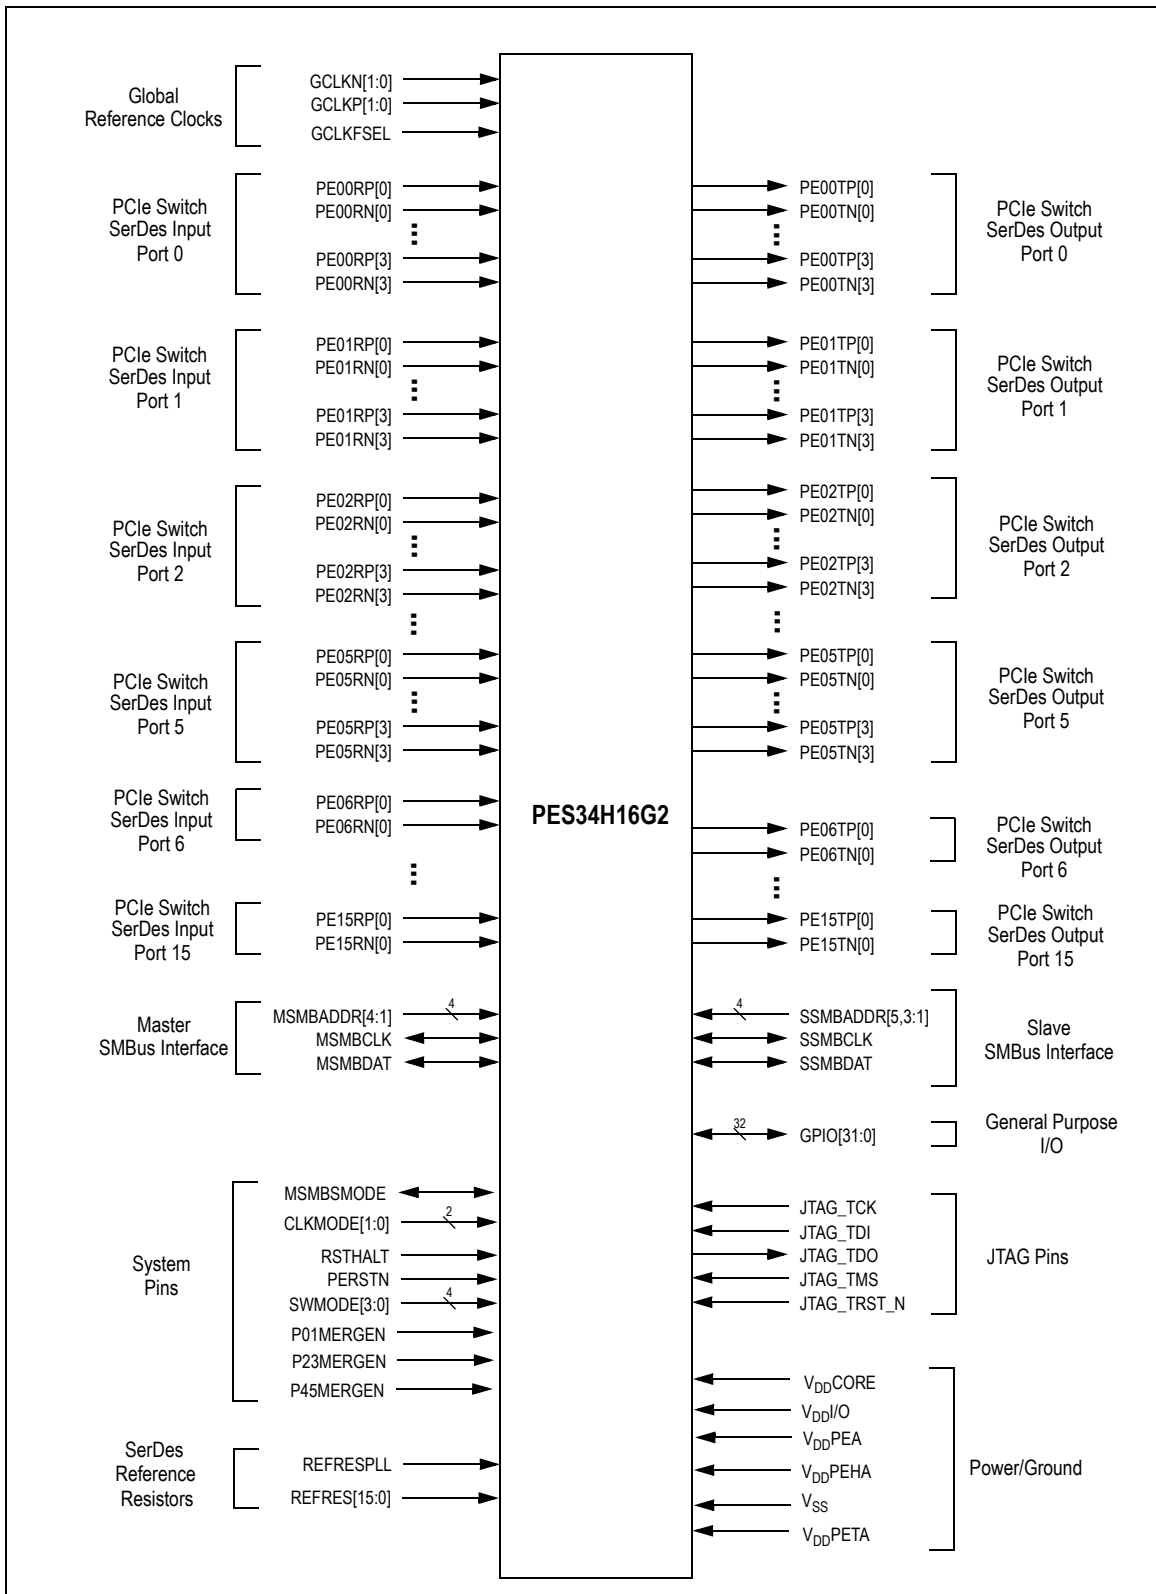 Global
Reference Clocks
GCLKN[1:0]
GCLKP[1:0]
GCLKFSEL
PCIe Switch
SerDes Input
Port 0
PE00RP[0]
PE00RN[0]
PE00RP[3]
PE00RN[3]
PCIe Switch
SerDes Input
Port 1
PE01RP[0]
PE01RN[0]
PE01RP[3]
PE01RN[3]
PCIe Switch
SerDes Input
Port 2
PE02RP[0]
PE02RN[0]
PE02RP[3]
PE02RN[3]
PCIe Switch
SerDes Input
Port 5
PE05RP[0]
PE05RN[0]
PE05RP[3]
PE05RN[3]
PCIe Switch
SerDes Input
Port 6
PE06RP[0]
PE06RN[0]
PCIe Switch
SerDes Input
Port 15
PE15RP[0]
PE15RN[0]
Master
SMBus Interface
MSMBADDR[4:1] 4
MSMBCLK
MSMBDAT
System
Pins
MSMBSMODE
CLKMODE[1:0] 2
RSTHALT
PERSTN
SWMODE[3:0] 4
P01MERGEN
P23MERGEN
P45MERGEN
SerDes
Reference
Resistors
REFRESPLL
REFRES[15:0]
PES34H16G2
PE00TP[0]
PE00TN[0]
PE00TP[3]
PE00TN[3]
PCIe Switch
SerDes Output
Port 0
PE01TP[0]
PE01TN[0]
PE01TP[3]
PE01TN[3]
PCIe Switch
SerDes Output
Port 1
PE02TP[0]
PE02TN[0]
PE02TP[3]
PE02TN[3]
PCIe Switch
SerDes Output
Port 2
PE05TP[0]
PE05TN[0]
PE05TP[3]
PE05TN[3]
PCIe Switch
SerDes Output
Port 5
PE06TP[0]
PE06TN[0]
PCIe Switch
SerDes Output
Port 6
PE15TP[0]
PE15TN[0]
PCIe Switch
SerDes Output
Port 15
4 SSMBADDR[5,3:1]
SSMBCLK
SSMBDAT
Slave
SMBus Interface
32 GPIO[31:0]
General Purpose
I/O
JTAG_TCK
JTAG_TDI
JTAG_TDO
JTAG_TMS
JTAG_TRST_N
JTAG Pins
VDDCORE
VDDI/O
VDDPEA
VDDPEHA
VSS
VDDPETA
Power/Ground